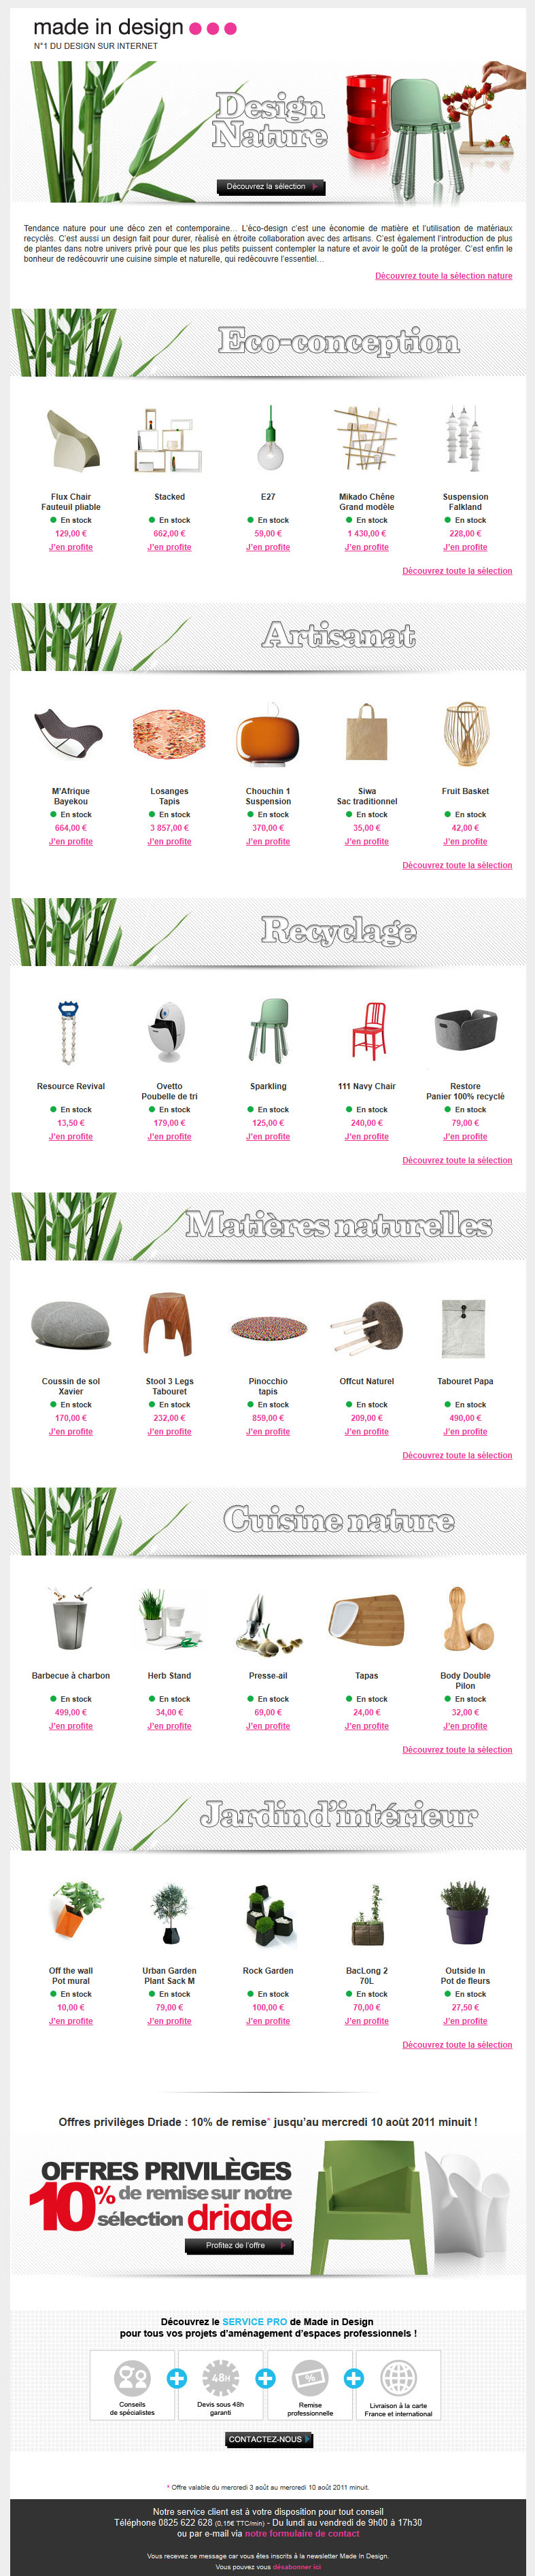 made in design
N°1 DU DESIGN SUR INTERNET
Design
Nature
Découvrez la sélection
Tendance nature pour une déco zen et contemporaine... L'éco-design c'est une économie de matière et l'utilisation de matériaux
recyclés. C'est aussi un design fait pour durer, réalisé en étroite collaboration avec des artisans. C'est également l'introduction de plus
de plantes dans notre univers privé pour que les plus petits puissent contempler la nature et avoir le goût de la protéger. C'est enfin le
bonheur de redécouvrir une cuisine simple et naturelle, qui redécouvre l'essentiel...
Découvrez toute la sélection nature
Eco-conception
Flux Chair Stacked E27 Mikado Chêne Suspension
Fauteuil pliable Grand modèle Falkland
En stock En stock En stock En stock En stock
129,00 € 662,00 € 59,00 € 1 430,00 € 228,00 €
J'en profite J'en profite J'en profite J'en profite J'en profite
Découvrez toute la sélection
Artisanat
M'Afrique Losanges Chouchin 1 Siwa Fruit Basket
Bayekou Tapis Suspension Sac traditionnel
En stock En stock En stock En stock En stock
664,00 € 3 857,00 € 370,00 € 35,00 € 42,00 €
J'en profite J'en profite J'en profite J'en profite J'en profite
Découvrez toute la sélection
Recyclage
Resource Revival Ovetto Sparkling 111 Navy Chair Restore
Poubelle de tri Panier 100% recyclé
En stock En stock En stock En stock En stock
13,50 € 179,00 € 125,00 € 240,00 € 79,00 €
J'en profite J'en profite J'en profite J'en profite J'en profite
Découvrez toute la sélection
Matières naturelles
Coussin de sol Stool 3 Legs Pinocchio Offcut Naturel Tabouret Papa
Xavier Tabouret tapis
En stock En stock En stock En stock En stock
170,00 € 232,00 € 859,00 € 209,00 € 490,00 €
J'en profite J'en profite J'en profite J'en profite J'en profite
Découvrez toute la sélection
Cuisine nature
Barbecue à charbon Herb Stand Presse-ail Tapas Body Double
Pilon
En stock En stock En stock En stock En stock
499,00 € 34,00 € 69,00 € 24,00 € 32,00 €
J'en profite J'en profite J'en profite J'en profite J'en profite
Découvrez toute la sélection
Jardin d'intérieur
Off the wall Urban Garden Rock Garden BacLong 2 Outside In
Pot mural Plant Sack M 70L Pot de fleurs
En stock En stock En stock En stock En stock
10,00 € 79,00 € 100,00 € 70,00 € 27,50 €
J'en profite J'en profite J'en profite J'en profite J'en profite
Découvrez toute la sélection
Offres privilèges Driade : 10% de remise* jusqu'au mercredi 10 août 2011 minuit !
OFFRES PRIVILÈGES
10% de remise sur notre
sélection driade
Profitez de l'offre
Découvrez le SERVICE PRO de Made in Design
pour tous vos projets d'aménagement d'espaces professionnels !
48H %
Conseils Devis sous 48h Remise Livraison à la carte
de spécialistes garanti professionnelle France et international
CONTACTEZ-NOUS
* Offre valable du mercredi 3 août au mercredi 10 août 2011 minuit.
Notre service client est à votre disposition pour tout conseil
Téléphone 0825 622 628 (0,15€ TTC/min) - Du lundi au vendredi de 9h00 à 17h30
ou par e-mail via notre formulaire de contact
Vous recevez ce message car vous êtes inscrits à la newsletter Made In Design.
Vous pouvez vous désabonner ici